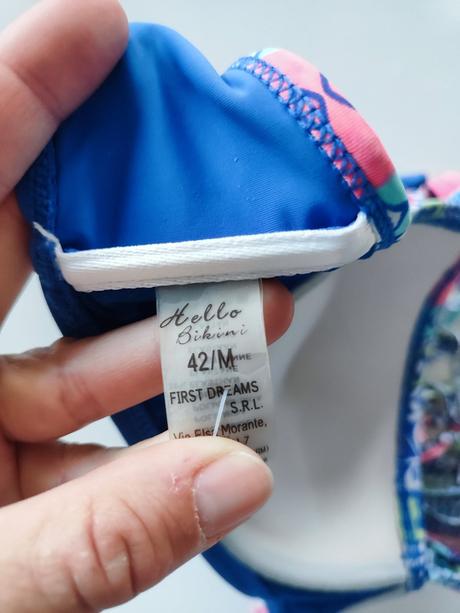 Hello
Bikini
42/M
FIRST DREAMS
S.R.L.
Via Elsa Morante,